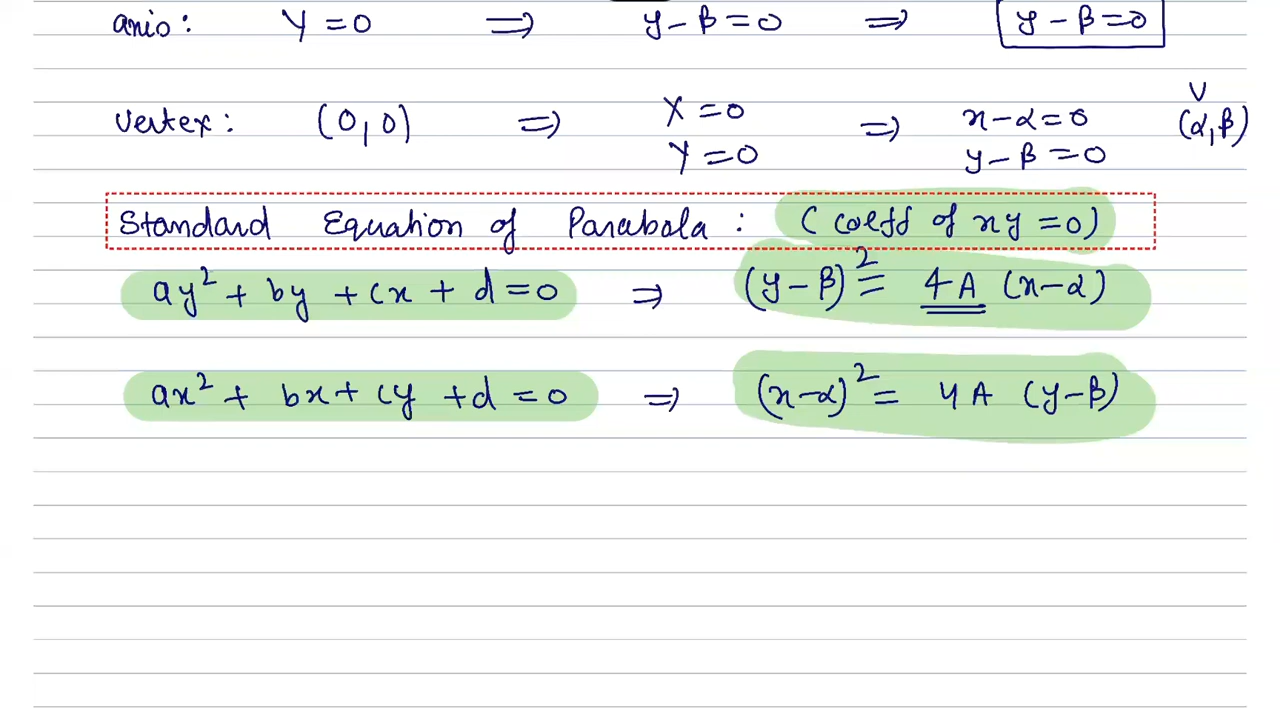 axis: Y = 0 ⟹ y - β = 0 ⟹ y - β = 0
Vertex: (0, 0) ⟹ X = 0 Y = 0 ⟹ x - α = 0 y - β = 0 V (α, β)
Standard Equation of Parabola: (coeff of xy = 0)
ay² + by + cx + d = 0 ⟹ (y - β)² = 4A (x - α)
ax² + bx + cy + d = 0 ⟹ (x - α)² = 4A (y - β)